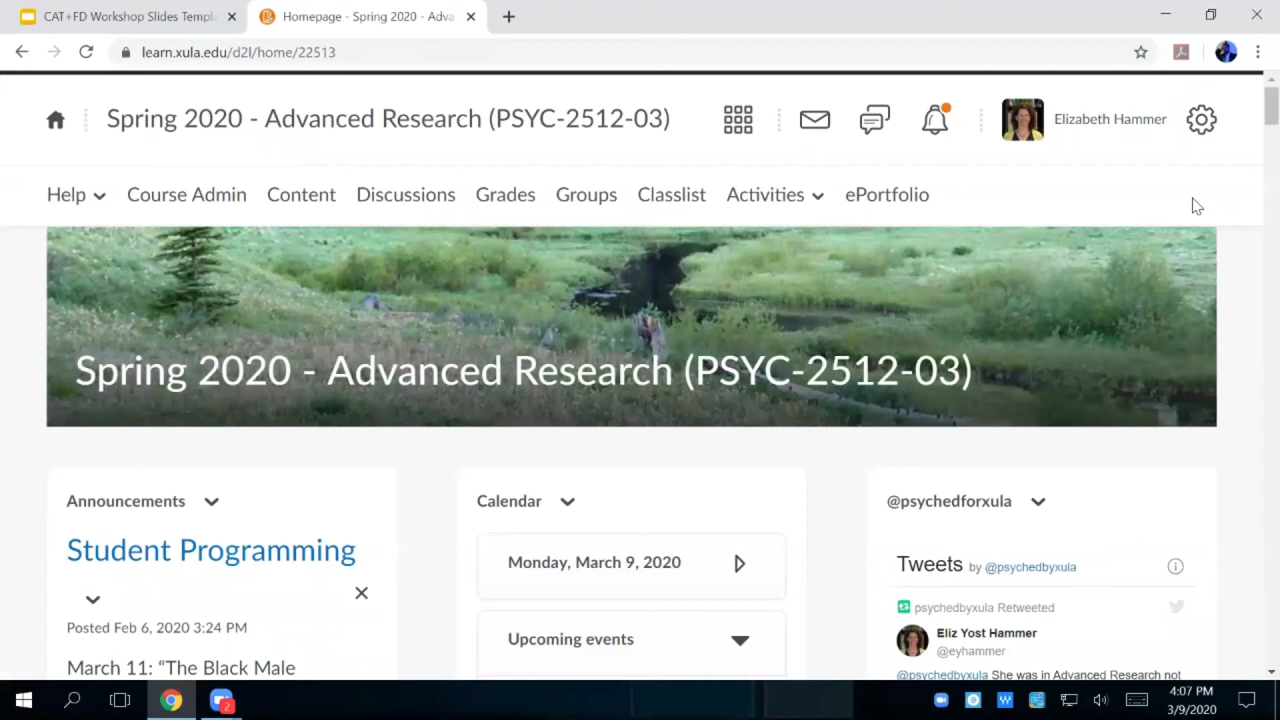 CAT+FD Workshop Slides Templ
Homepage - Spring 2020 - Adva
learn.xula.edu/d2l/home/22513
Spring 2020 - Advanced Research (PSYC-2512-03)
Elizabeth Hammer
Help Course Admin Content Discussions Grades Groups Classlist Activities ePortfolio
Spring 2020 - Advanced Research (PSYC-2512-03)
Announcements
Student Programming
Posted Feb 6, 2020 3:24 PM
March 11: “The Black Male
Calendar
Monday, March 9, 2020
Upcoming events
@psychedforxula
Tweets by @psychedbyxula
psychedbyxula Retweeted
Eliz Yost Hammer
@eyhammer
@psychedbyxula She was in Advanced Research not
2
4:07 PM
3/9/2020